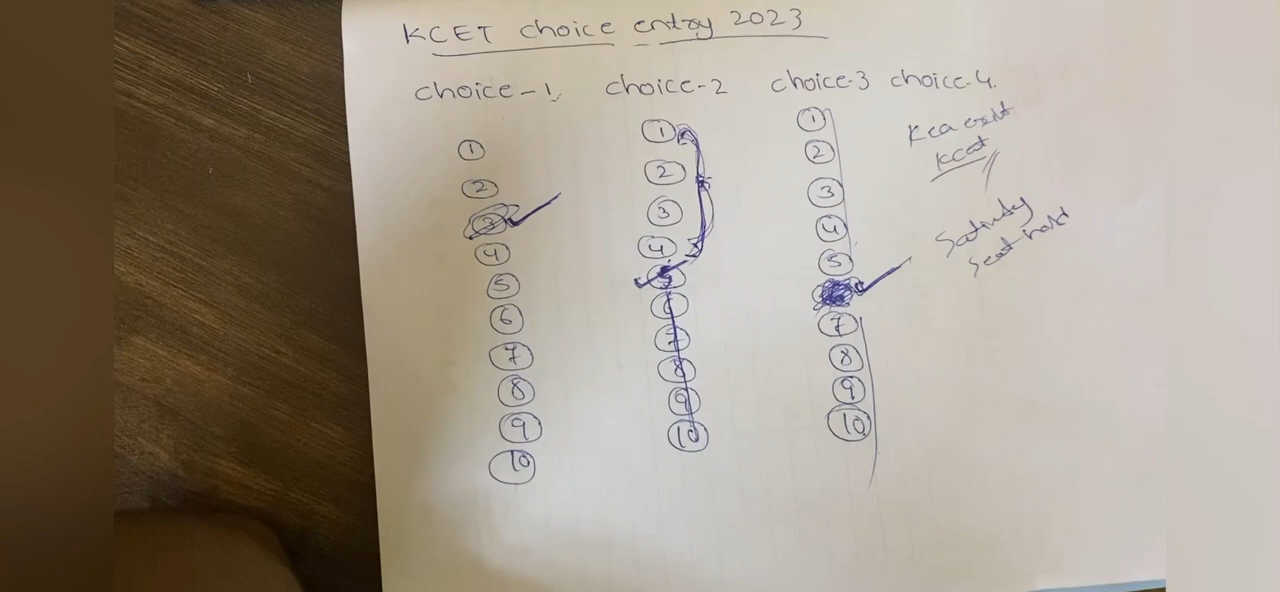 KCET choice entry 2023
choice-1 choice-2 choice-3 choice-4.
1 1 1
2 2 2
3 3 3
4 4 4
5 5 5
6 6
7 7 7
8 8 8
9 9 9
10 10 10
Kea exit
Kcet
seat hold